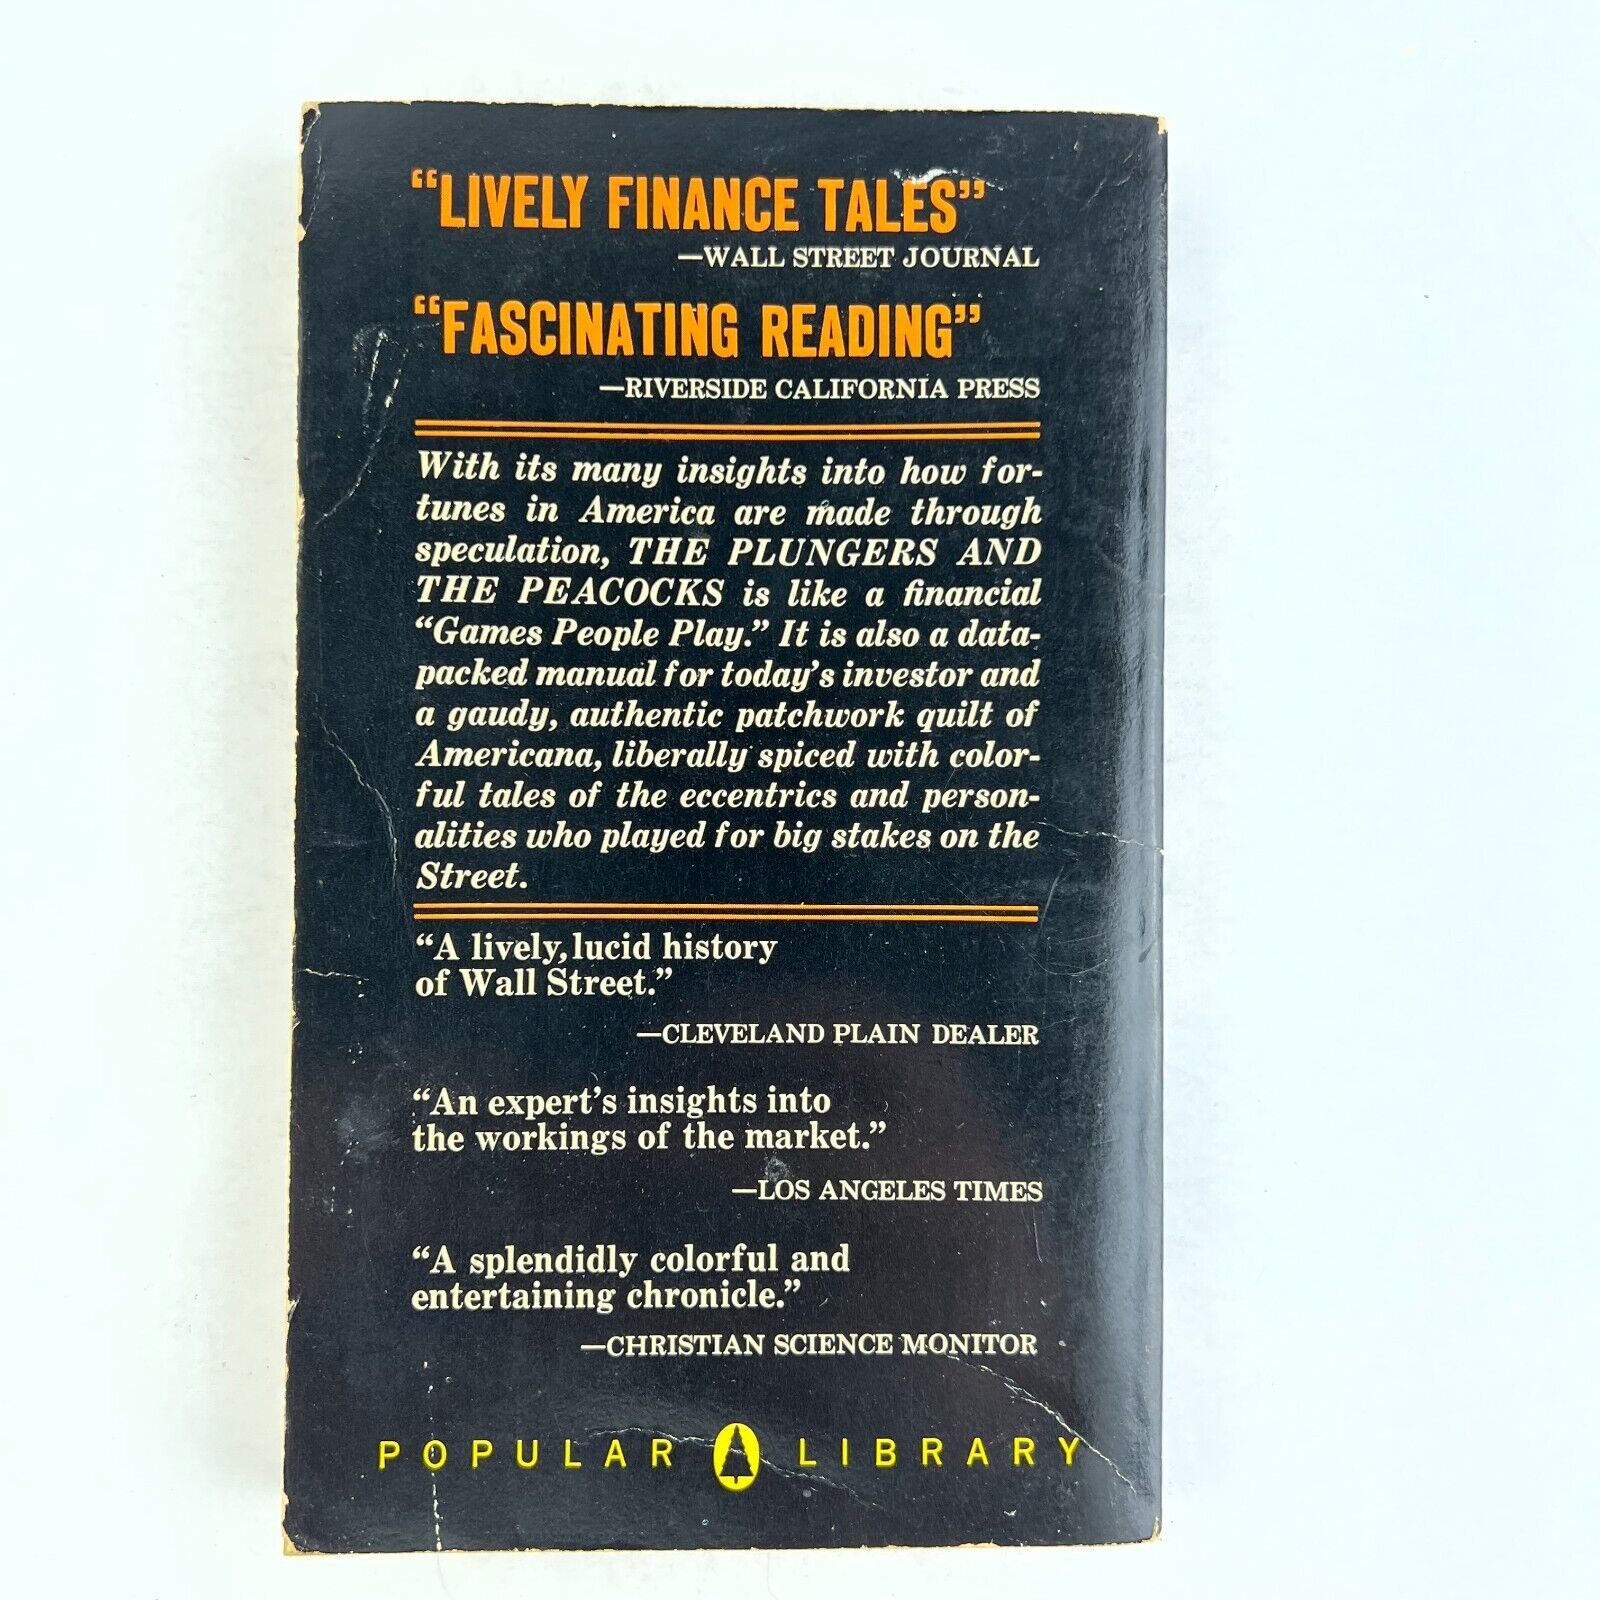 “LIVELY FINANCE TALES”
—WALL STREET JOURNAL
“FASCINATING READING”
—RIVERSIDE CALIFORNIA PRESS
With its many insights into how for-
tunes in America are made through
speculation, THE PLUNGERS AND
THE PEACOCKS is like a financial
“Games People Play.” It is also a data-
packed manual for today's investor and
a gaudy, authentic patchwork quilt of
Americana, liberally spiced with color-
ful tales of the eccentrics and person-
alities who played for big stakes on the
Street.
“A lively, lucid history
of Wall Street.”
—CLEVELAND PLAIN DEALER
“An expert's insights into
the workings of the market.”
—LOS ANGELES TIMES
“A splendidly colorful and
entertaining chronicle.”
—CHRISTIAN SCIENCE MONITOR
POPULAR LIBRARY